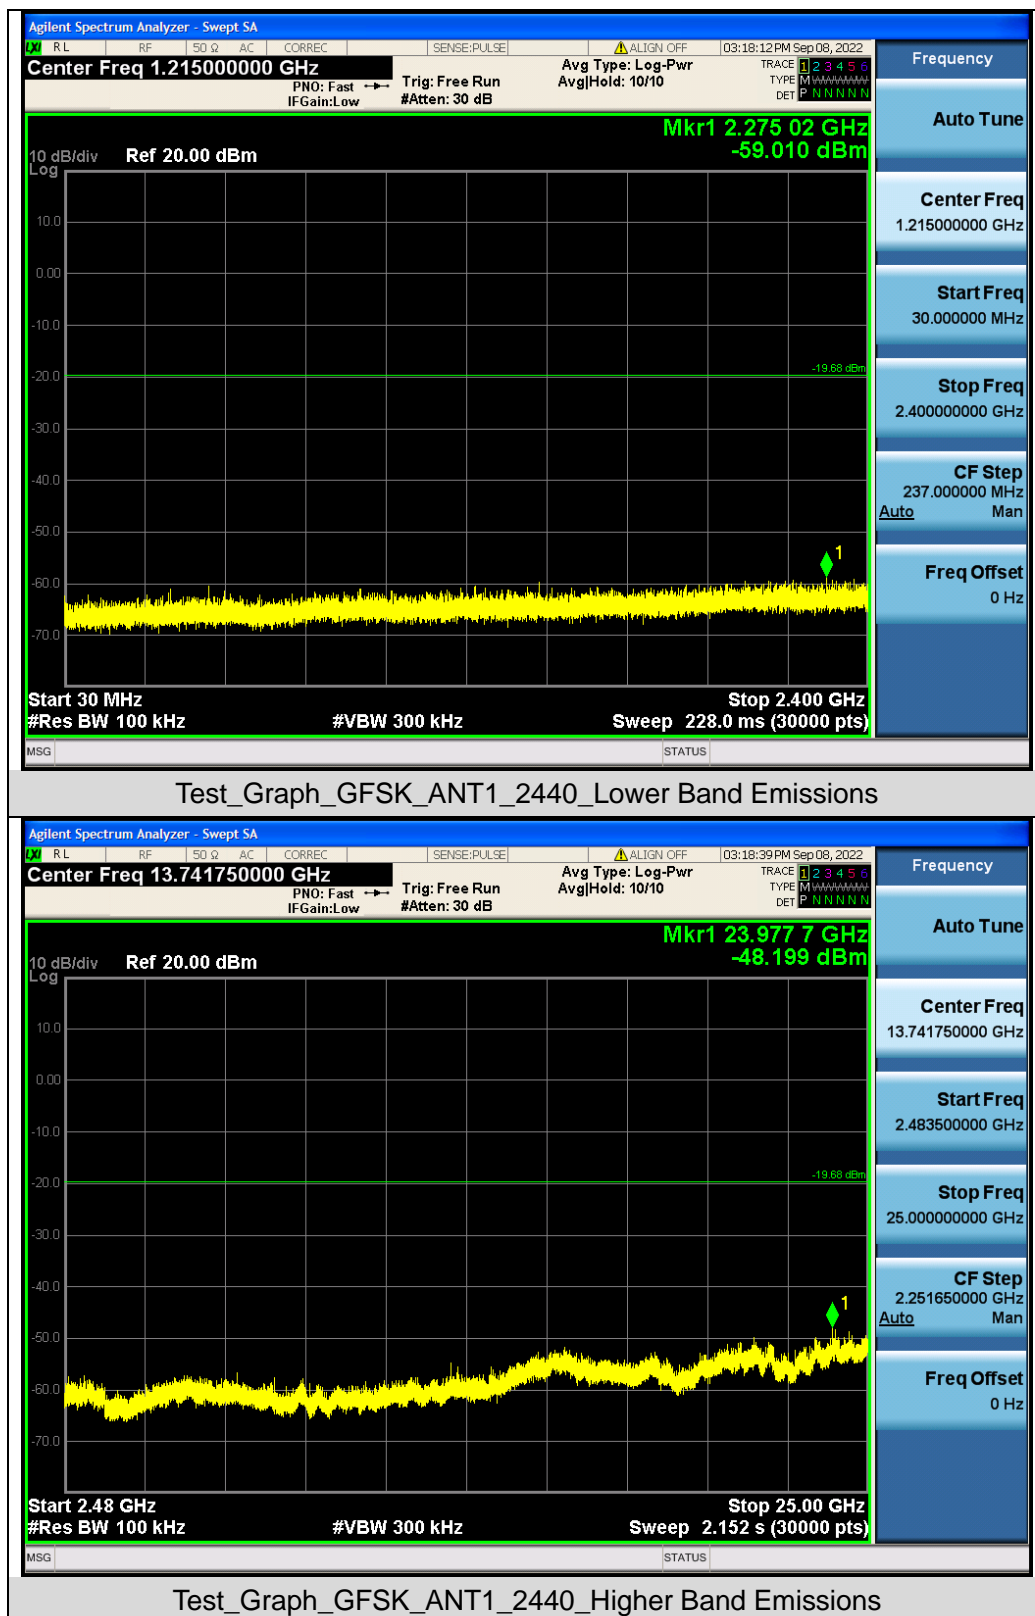 Agilent Spectrum Analyzer - Swept SA
LXI RL RF 50 Ω AC CORREC SENSE:PULSE ALIGN OFF 03:18:12 PM Sep 08, 2022
Center Freq 1.215000000 GHz
PNO: Fast
IFGain:Low
Trig: Free Run
#Atten: 30 dB
Avg Type: Log-Pwr
Avg|Hold: 10/10
TRACE 1 2 3 4 5 6
TYPE M WWWWW
DET P N N N N N
Mkr1 2.275 02 GHz
-59.010 dBm
10 dB/div Ref 20.00 dBm
Log
10.0
0.00
-10.0
-19.68 dBm
-20.0
-30.0
-40.0
-50.0
1
-60.0
-70.0
Start 30 MHz Stop 2.400 GHz
#Res BW 100 kHz #VBW 300 kHz Sweep 228.0 ms (30000 pts)
MSG STATUS
Frequency
Auto Tune
Center Freq
1.215000000 GHz
Start Freq
30.000000 MHz
Stop Freq
2.400000000 GHz
CF Step
237.000000 MHz
Auto Man
Freq Offset
0 Hz
Test_Graph_GFSK_ANT1_2440_Lower Band Emissions
Agilent Spectrum Analyzer - Swept SA
LXI RL RF 50 Ω AC CORREC SENSE:PULSE ALIGN OFF 03:18:39 PM Sep 08, 2022
Center Freq 13.741750000 GHz
PNO: Fast
IFGain:Low
Trig: Free Run
#Atten: 30 dB
Avg Type: Log-Pwr
Avg|Hold: 10/10
TRACE 1 2 3 4 5 6
TYPE M WWWWW
DET P N N N N N
Mkr1 23.977 7 GHz
-48.199 dBm
10 dB/div Ref 20.00 dBm
Log
10.0
0.00
-10.0
-19.68 dBm
-20.0
-30.0
-40.0
1
-50.0
-60.0
-70.0
Start 2.48 GHz Stop 25.00 GHz
#Res BW 100 kHz #VBW 300 kHz Sweep 2.152 s (30000 pts)
MSG STATUS
Frequency
Auto Tune
Center Freq
13.741750000 GHz
Start Freq
2.483500000 GHz
Stop Freq
25.000000000 GHz
CF Step
2.251650000 GHz
Auto Man
Freq Offset
0 Hz
Test_Graph_GFSK_ANT1_2440_Higher Band Emissions